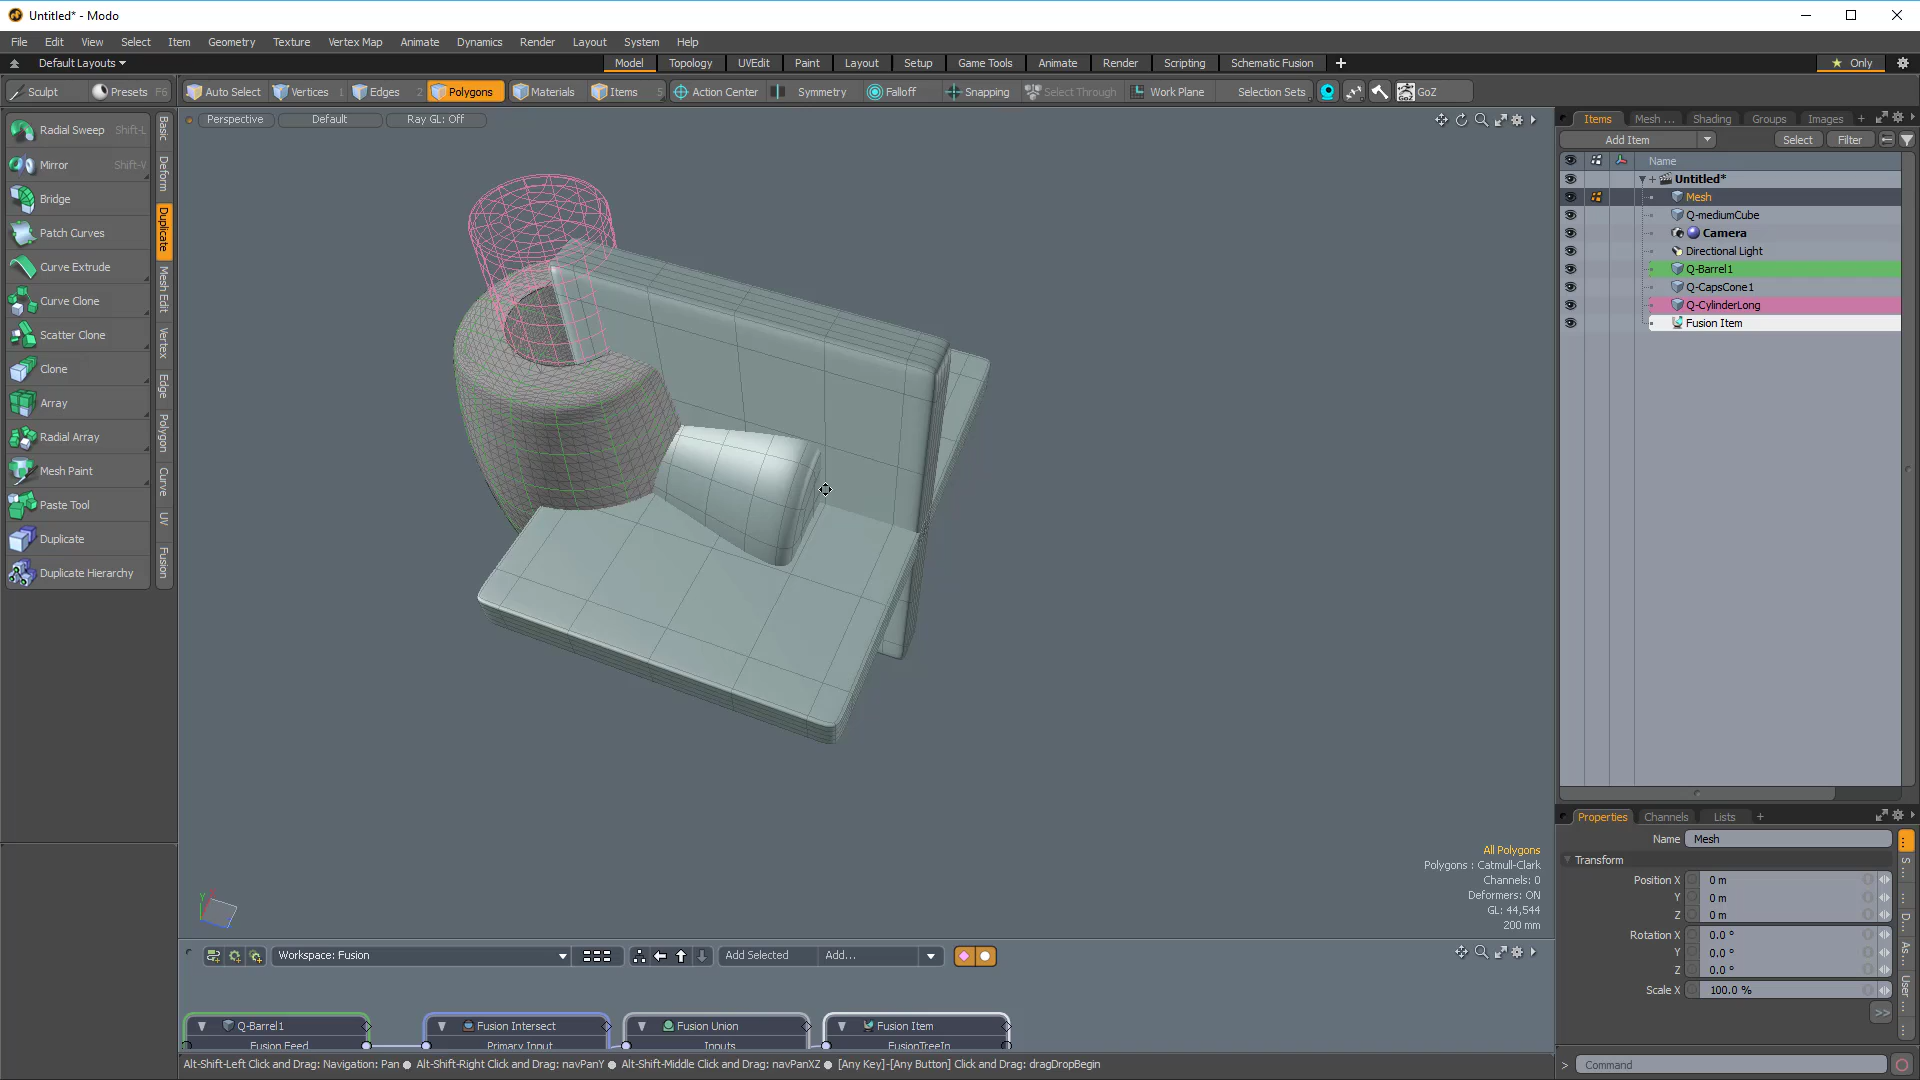 Untitled* - Modo
File Edit View Select Item Geometry Texture Vertex Map Animate Dynamics Render Layout System Help
Default Layouts
Model Topology UVEdit Paint Layout Setup Game Tools Animate Render Scripting Schematic Fusion Only
Sculpt Presets F6 Auto Select Vertices 1 Edges 2 Polygons Materials Items 5 Action Center Symmetry Falloff Snapping Select Through Work Plane Selection Sets GoZ
Perspective Default Ray GL: Off
Radial Sweep Shift-L
Mirror Shift-V
Bridge
Patch Curves
Curve Extrude
Curve Clone
Scatter Clone
Clone
Array
Radial Array
Mesh Paint
Paste Tool
Duplicate
Duplicate Hierarchy
Basic
Deform
Duplicate
Mesh Edit
Vertex
Edge
Polygon
Curve
UV
Fusion
Items Mesh ... Shading Groups Images
Add Item Select Filter
Name
Untitled*
Mesh
Q-mediumCube
Camera
Directional Light
Q-Barrel1
Q-CapsCone1
Q-CylinderLong
Fusion Item
All Polygons
Polygons : Catmull-Clark
Channels: 0
Deformers: ON
GL: 44,544
200 mm
Properties Channels Lists
Name Mesh
Transform
Position X 0 m
Y 0 m
Z 0 m
Rotation X 0.0 °
Y 0.0 °
Z 0.0 °
Scale X 100.0 %
>>
S...
D...
As...
User ...
Workspace: Fusion Add Selected Add...
Q-Barrel1 Fusion Intersect Fusion Union Fusion Item
Fusion Feed Primary Input Inputs FusionTreeIn
Alt-Shift-Left Click and Drag: Navigation: Pan ● Alt-Shift-Right Click and Drag: navPanY ● Alt-Shift-Middle Click and Drag: navPanXZ ● [Any Key]-[Any Button] Click and Drag: dragDropBegin
> Command